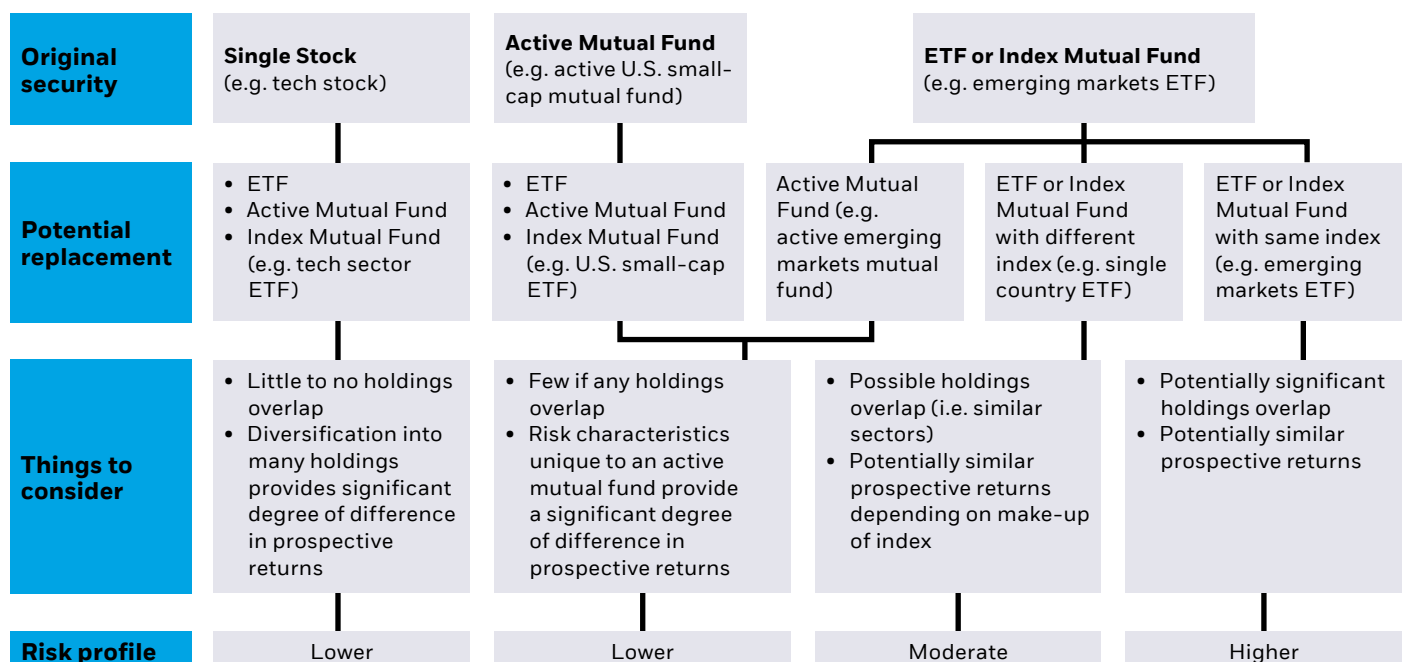 Original
security
Single Stock
(e.g. tech stock)
Active Mutual Fund
(e.g. active U.S. small-
cap mutual fund)
ETF or Index Mutual Fund
(e.g. emerging markets ETF)
Potential
replacement
• ETF
• Active Mutual Fund
• Index Mutual Fund
(e.g. tech sector
ETF)
• ETF
• Active Mutual Fund
• Index Mutual Fund
(e.g. U.S. small-cap
ETF)
Active Mutual
Fund (e.g.
active emerging
markets mutual
fund)
ETF or Index
Mutual Fund
with different
index (e.g. single
country ETF)
ETF or Index
Mutual Fund
with same index
(e.g. emerging
markets ETF)
Things to
consider
• Little to no holdings
overlap
• Diversification into
many holdings
provides significant
degree of difference
in prospective
returns
• Few if any holdings
overlap
• Risk characteristics
unique to an active
mutual fund provide
a significant degree
of difference in
prospective returns
• Possible holdings
overlap (i.e. similar
sectors)
• Potentially similar
prospective returns
depending on make-up
of index
• Potentially significant
holdings overlap
• Potentially similar
prospective returns
Risk profile
Lower
Lower
Moderate
Higher